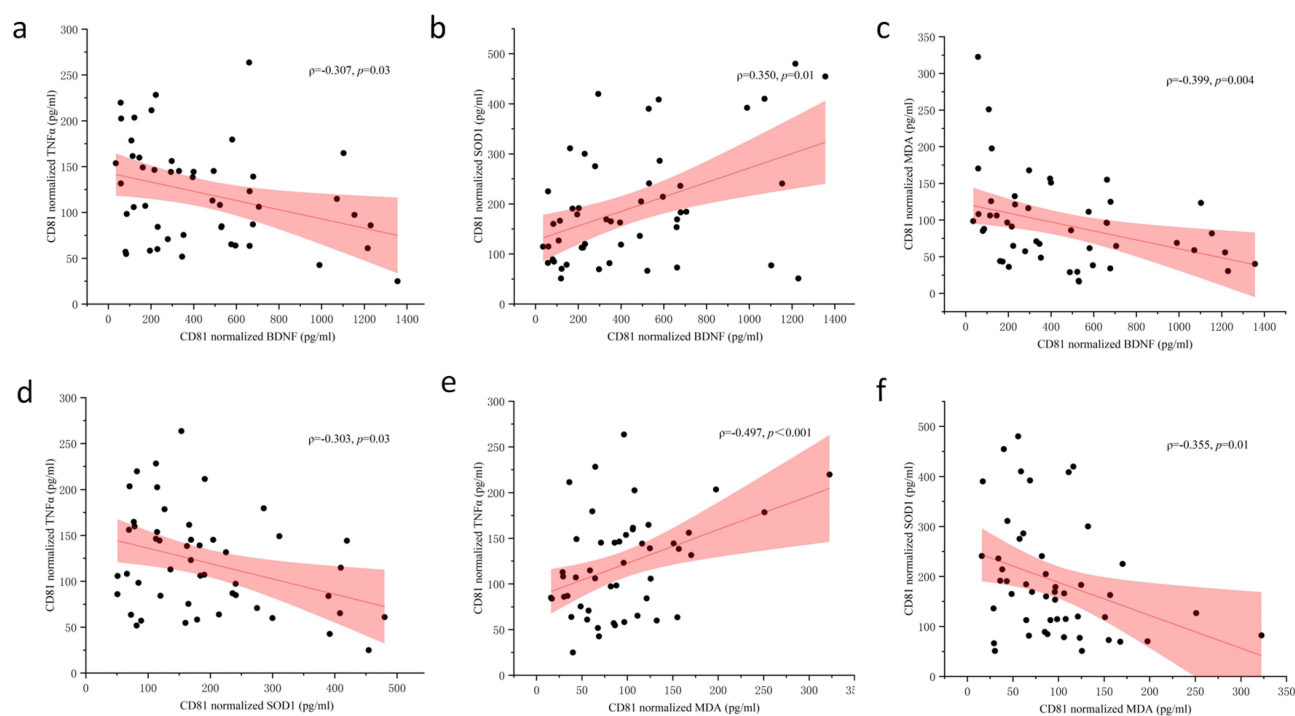 a
ρ=-0.307, p=0.03
CD81 normalized TNFα (pg/ml)
300
250
200
150
100
50
0
0 200 400 600 800 1000 1200 1400
CD81 normalized BDNF (pg/ml)
b
ρ=0.350, p=0.01
CD81 normalized SOD1 (pg/ml)
500
400
300
200
100
0
0 200 400 600 800 1000 1200 1400
CD81 normalized BDNF (pg/ml)
c
ρ=-0.399, p=0.004
CD81 normalized MDA (pg/ml)
350
300
250
200
150
100
50
0
0 200 400 600 800 1000 1200 1400
CD81 normalized BDNF (pg/ml)
d
ρ=-0.303, p=0.03
CD81 normalized TNFα (pg/ml)
300
250
200
150
100
50
0
0 100 200 300 400 500
CD81 normalized SOD1 (pg/ml)
e
ρ=-0.497, p<0.001
CD81 normalized TNFα (pg/ml)
300
250
200
150
100
50
0
0 50 100 150 200 250 300 35
CD81 normalized MDA (pg/ml)
f
ρ=-0.355, p=0.01
CD81 normalized SOD1 (pg/ml)
500
400
300
200
100
0
0 50 100 150 200 250 300 350
CD81 normalized MDA (pg/ml)